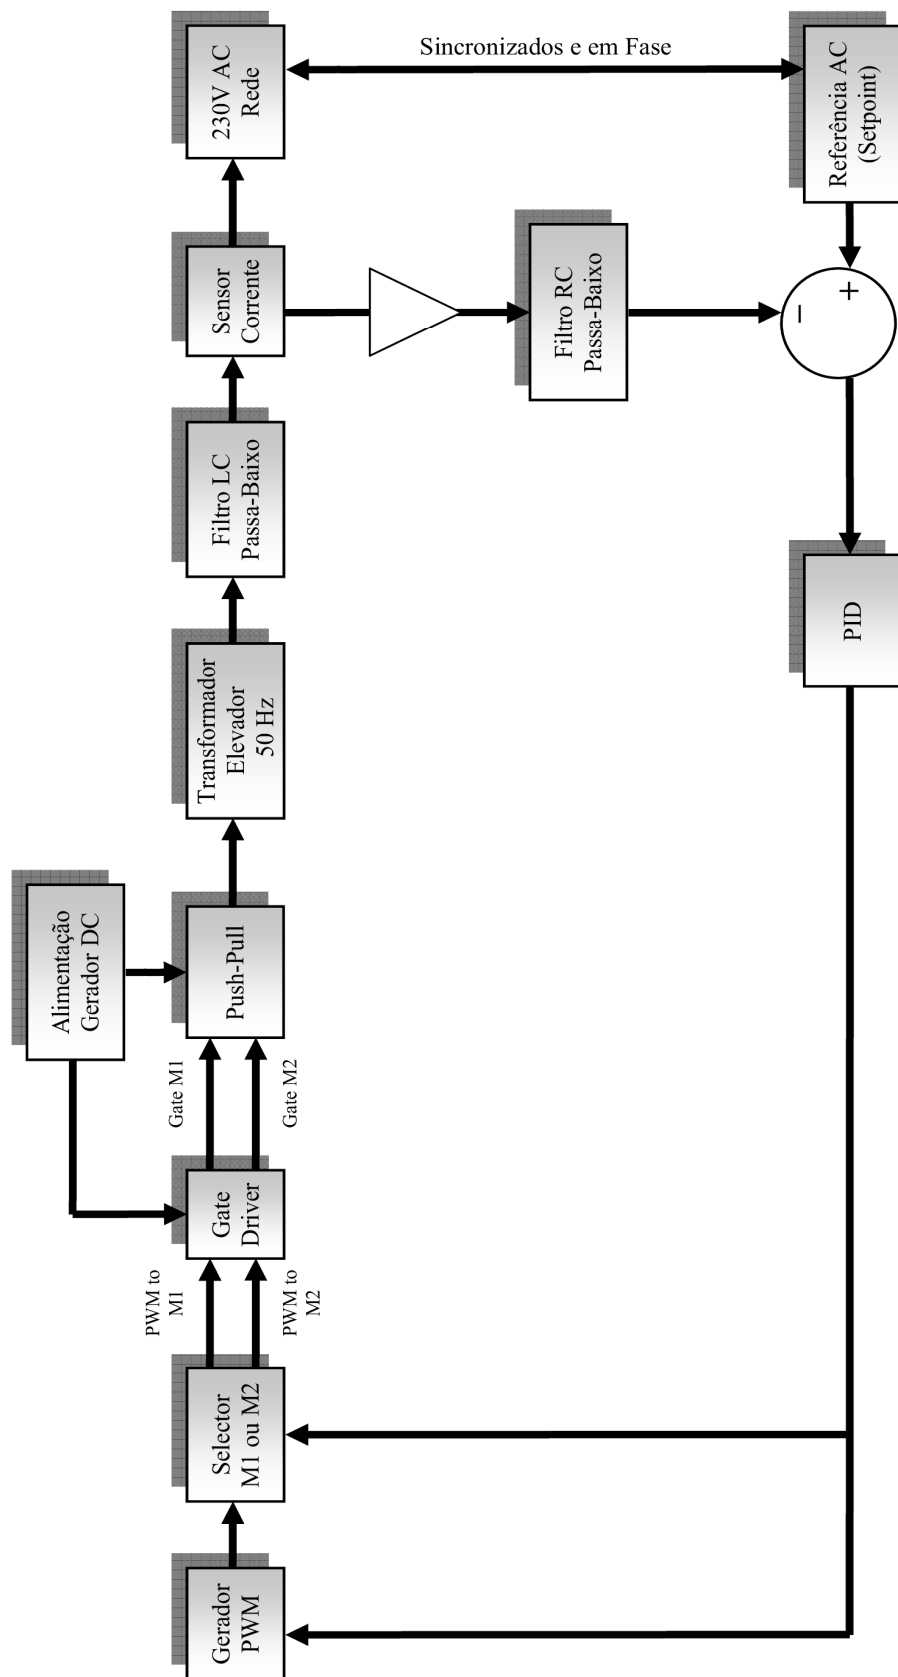 Alimentação
Gerador DC
Gerador
PWM
Selector
M1 ou M2
PWM to
M1
PWM to
M2
Gate
Driver
Gate M1
Gate M2
Push-Pull
Transformador
Elevador
50 Hz
Filtro LC
Passa-Baixo
Sensor
Corrente
230V AC
Rede
Sincronizados e em Fase
Filtro RC
Passa-Baixo
PID
−
+
Referência AC
(Setpoint)